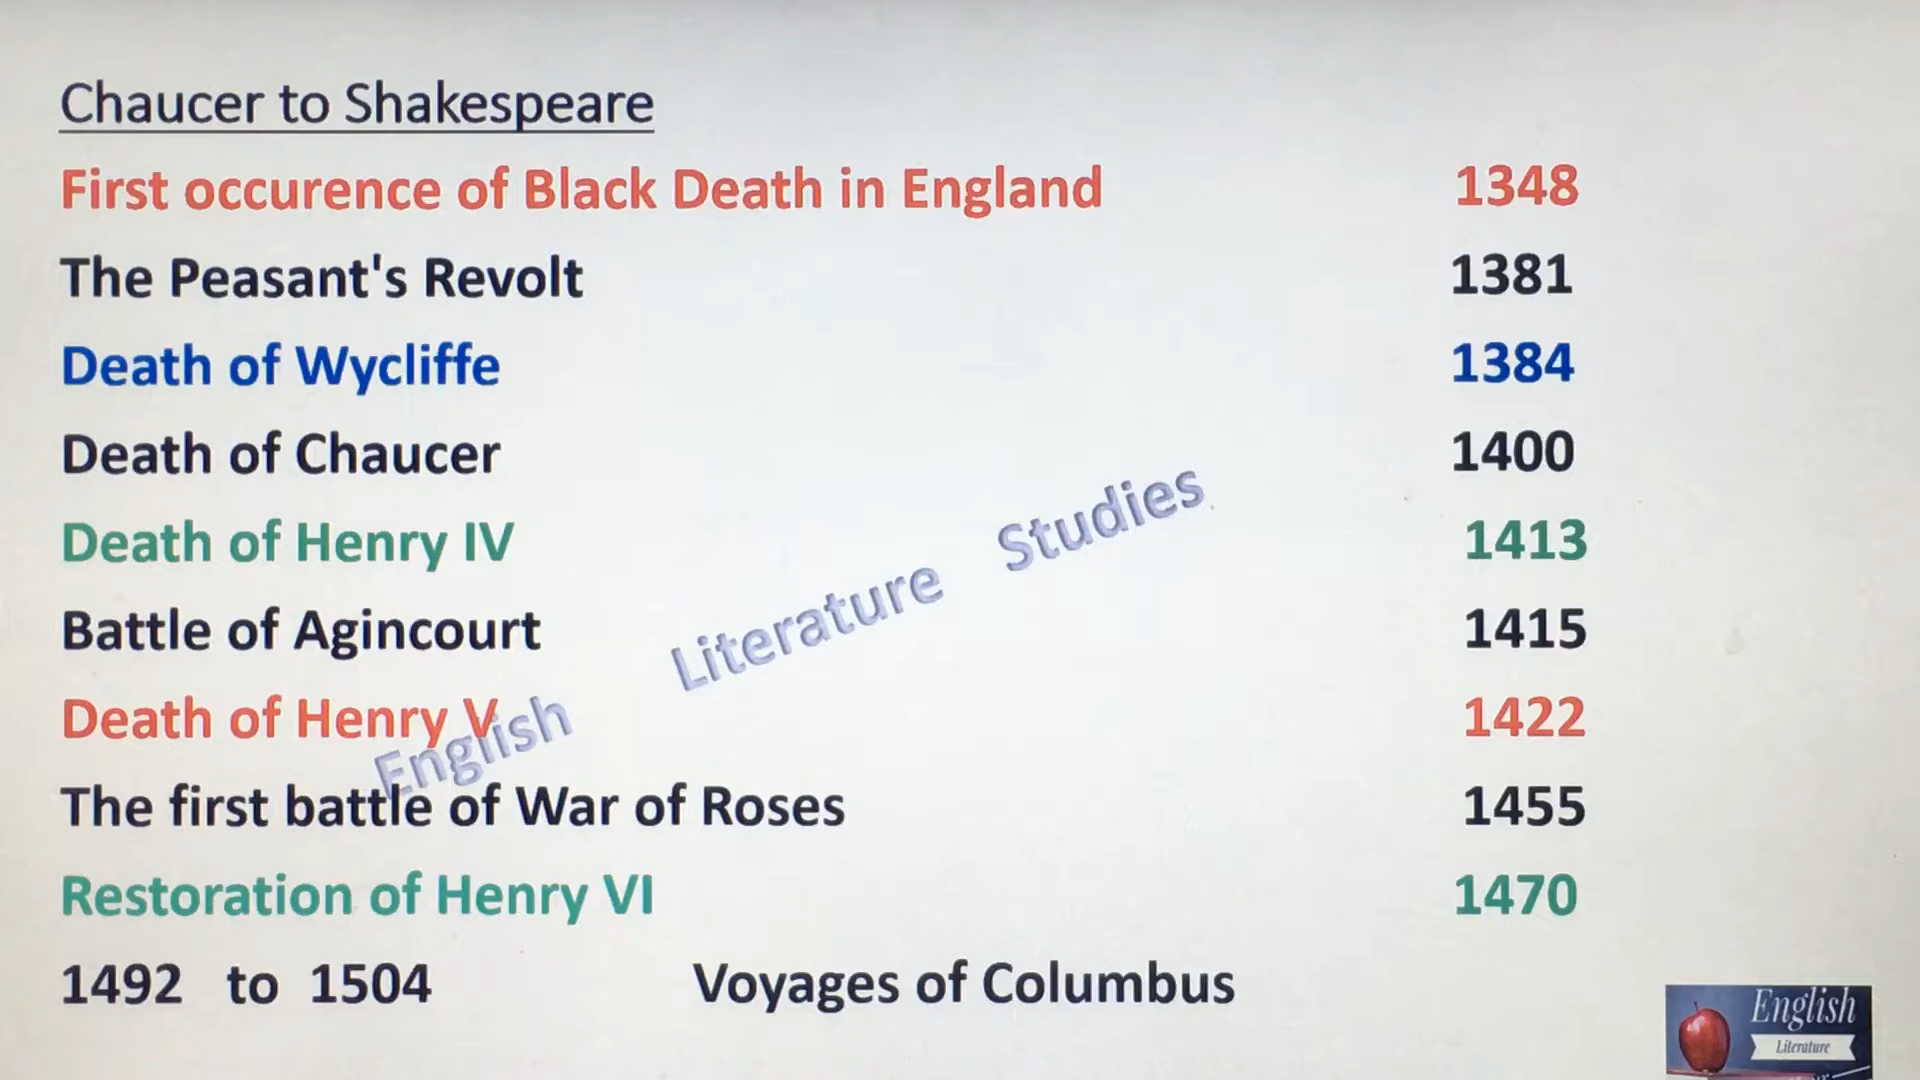 Chaucer to Shakespeare
First occurence of Black Death in England 1348
The Peasant's Revolt 1381
Death of Wycliffe 1384
Death of Chaucer 1400
Death of Henry IV 1413
Battle of Agincourt 1415
Death of Henry V 1422
The first battle of War of Roses 1455
Restoration of Henry VI 1470
1492 to 1504 Voyages of Columbus
English Literature Studies
English
Literature